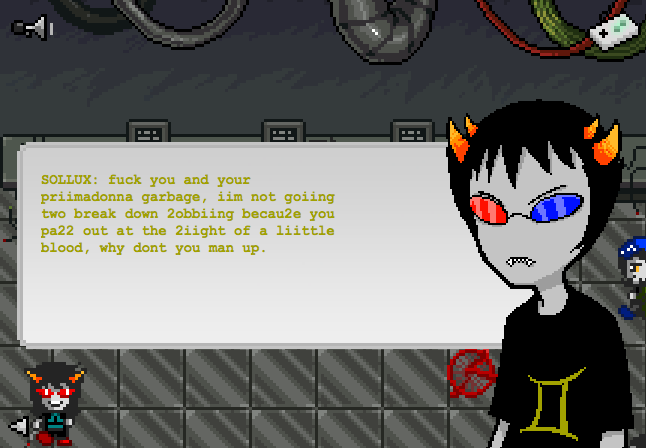 SOLLUX: fuck you and your
priimadonna garbage, iim not goiing
two break down 2obbiing becau2e you
pa22 out at the 2iight of a liittle
blood, why dont you man up.